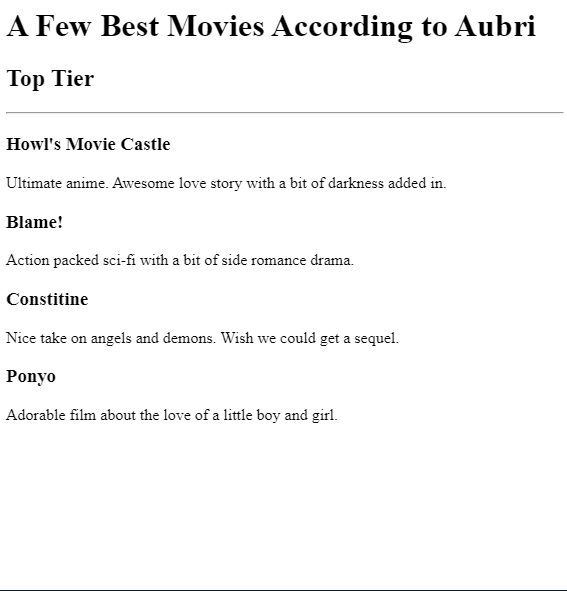 A Few Best Movies According to Aubri
Top Tier
Howl's Movie Castle
Ultimate anime. Awesome love story with a bit of darkness added in.
Blame!
Action packed sci-fi with a bit of side romance drama.
Constitine
Nice take on angels and demons. Wish we could get a sequel.
Ponyo
Adorable film about the love of a little boy and girl.